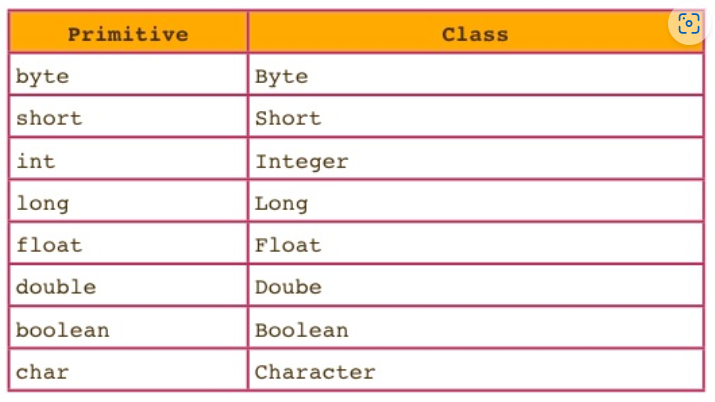 Primitive Class
byte Byte
short Short
int Integer
long Long
float Float
double Doube
boolean Boolean
char Character